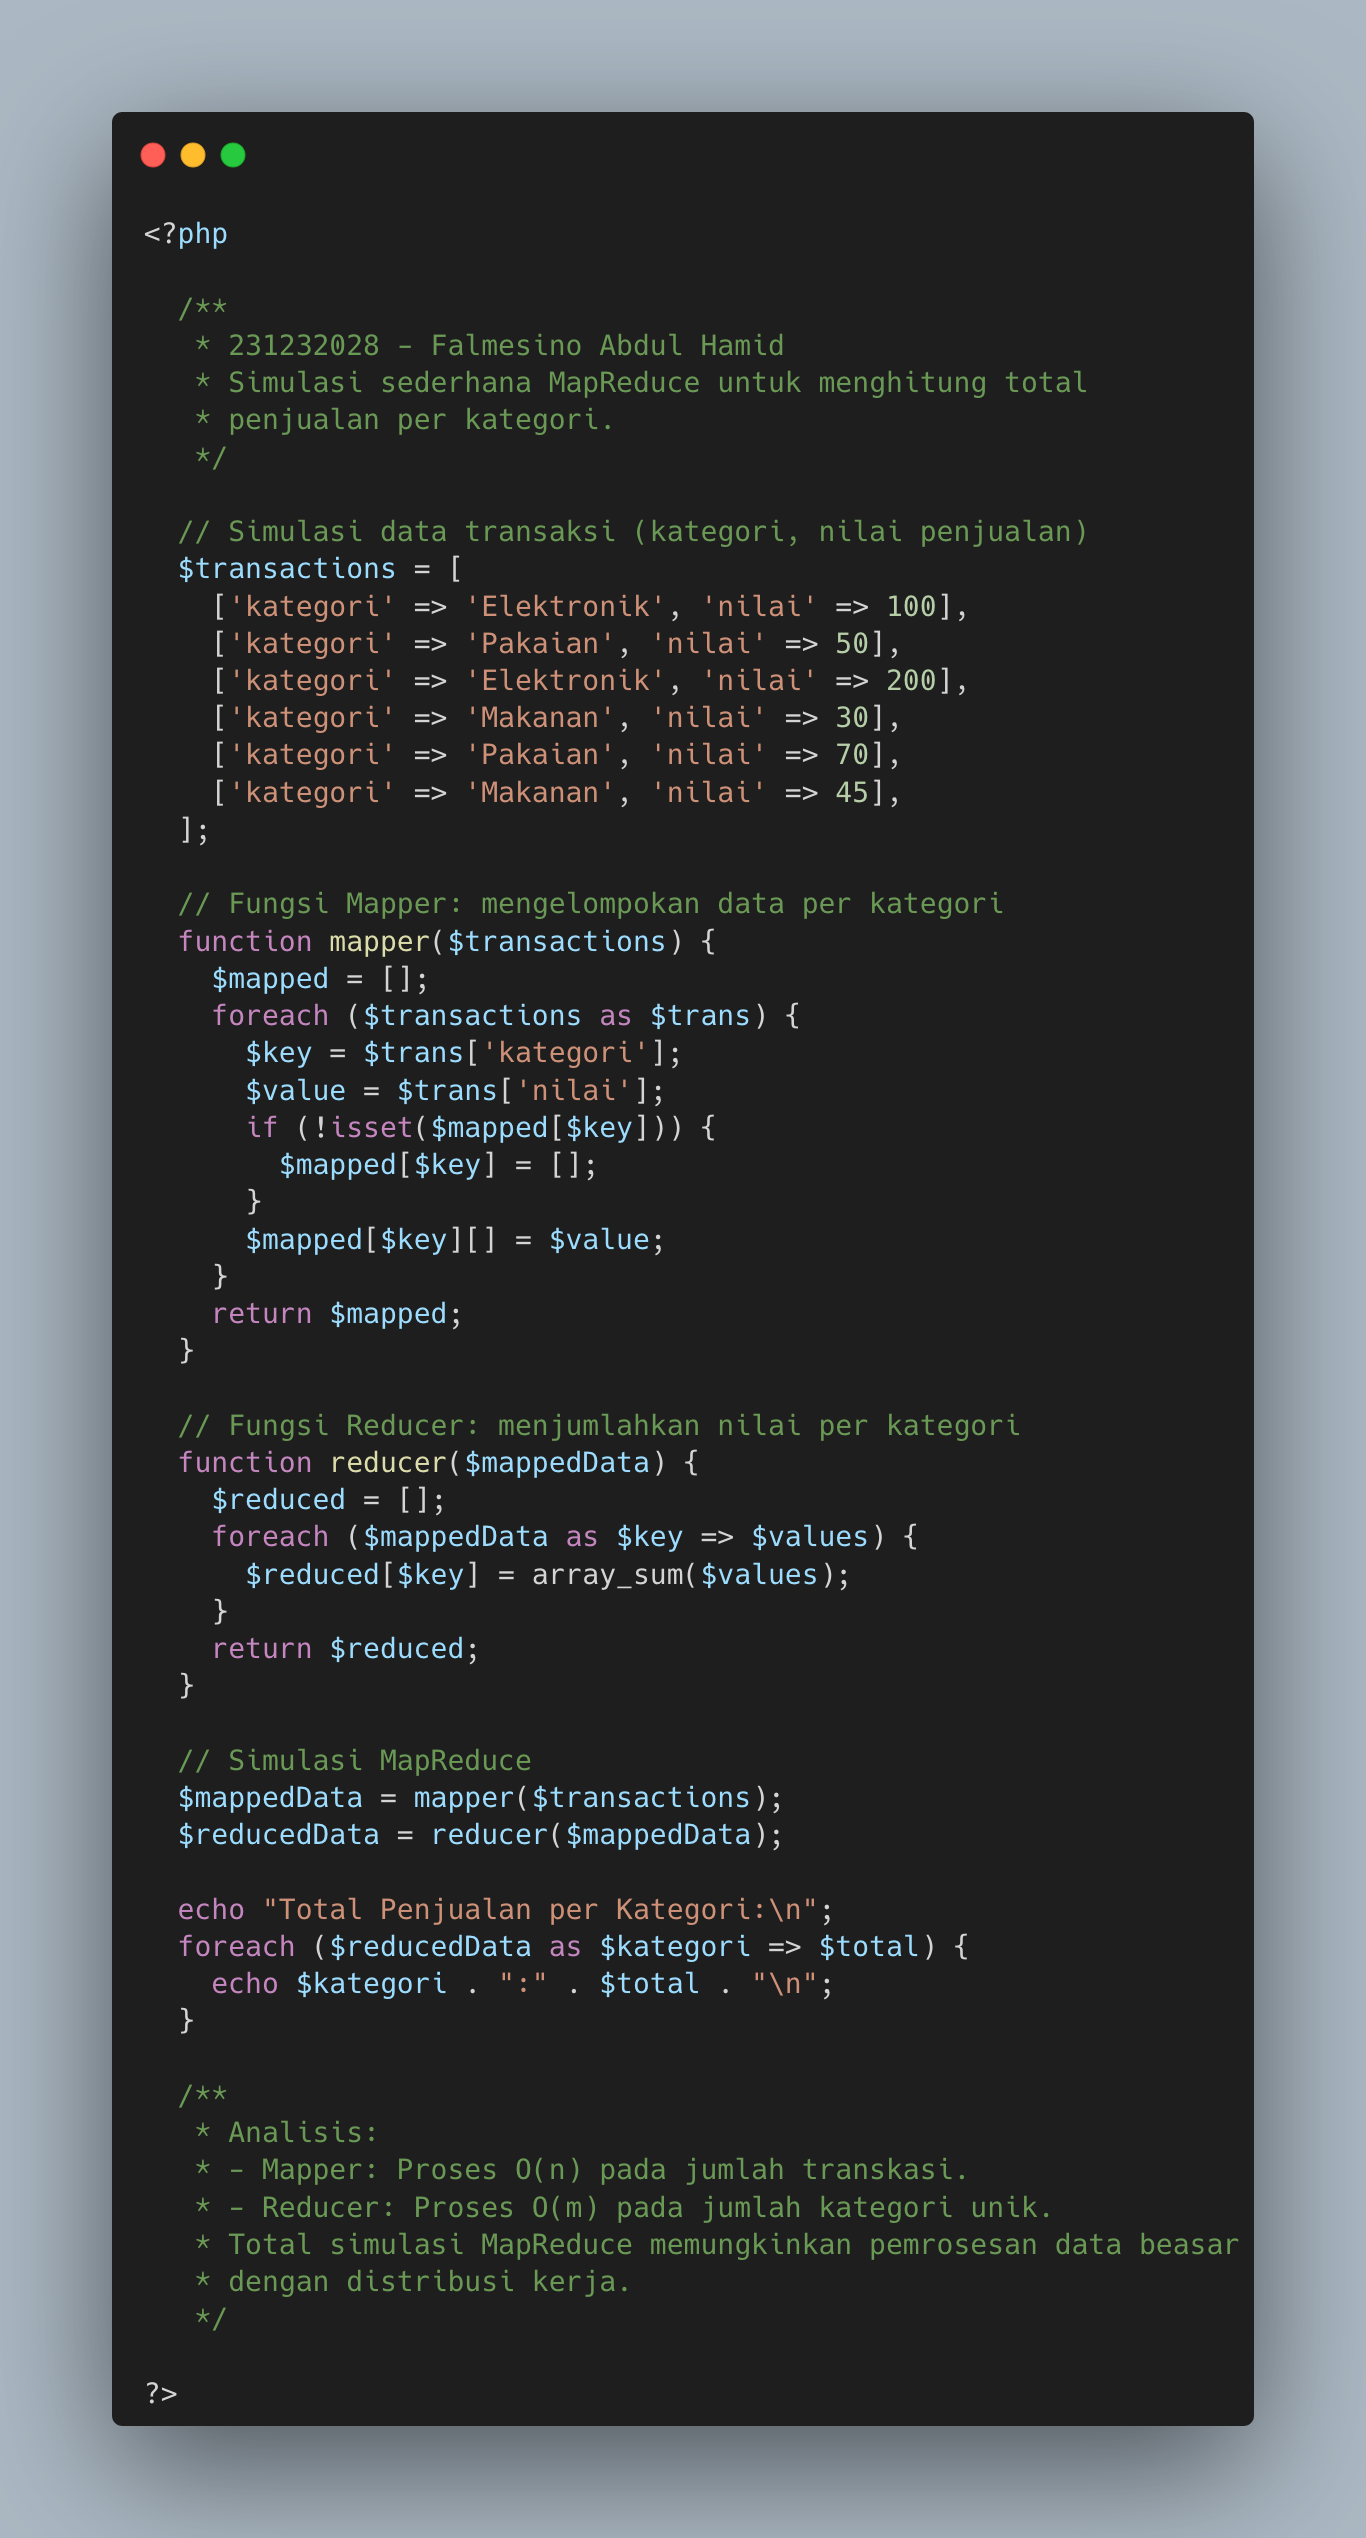 <?php

  /**
   * 231232028 - Falmesino Abdul Hamid
   * Simulasi sederhana MapReduce untuk menghitung total
   * penjualan per kategori.
   */

  // Simulasi data transaksi (kategori, nilai penjualan)
  $transactions = [
    ['kategori' => 'Elektronik', 'nilai' => 100],
    ['kategori' => 'Pakaian', 'nilai' => 50],
    ['kategori' => 'Elektronik', 'nilai' => 200],
    ['kategori' => 'Makanan', 'nilai' => 30],
    ['kategori' => 'Pakaian', 'nilai' => 70],
    ['kategori' => 'Makanan', 'nilai' => 45],
  ];

  // Fungsi Mapper: mengelompokan data per kategori
  function mapper($transactions) {
    $mapped = [];
    foreach ($transactions as $trans) {
      $key = $trans['kategori'];
      $value = $trans['nilai'];
      if (!isset($mapped[$key])) {
        $mapped[$key] = [];
      }
      $mapped[$key][] = $value;
    }
    return $mapped;
  }

  // Fungsi Reducer: menjumlahkan nilai per kategori
  function reducer($mappedData) {
    $reduced = [];
    foreach ($mappedData as $key => $values) {
      $reduced[$key] = array_sum($values);
    }
    return $reduced;
  }

  // Simulasi MapReduce
  $mappedData = mapper($transactions);
  $reducedData = reducer($mappedData);

  echo "Total Penjualan per Kategori:\n";
  foreach ($reducedData as $kategori => $total) {
    echo $kategori . ":" . $total . "\n";
  }

  /**
   * Analisis:
   * - Mapper: Proses O(n) pada jumlah transkasi.
   * - Reducer: Proses O(m) pada jumlah kategori unik.
   * Total simulasi MapReduce memungkinkan pemrosesan data beasar
   * dengan distribusi kerja.
   */

?>